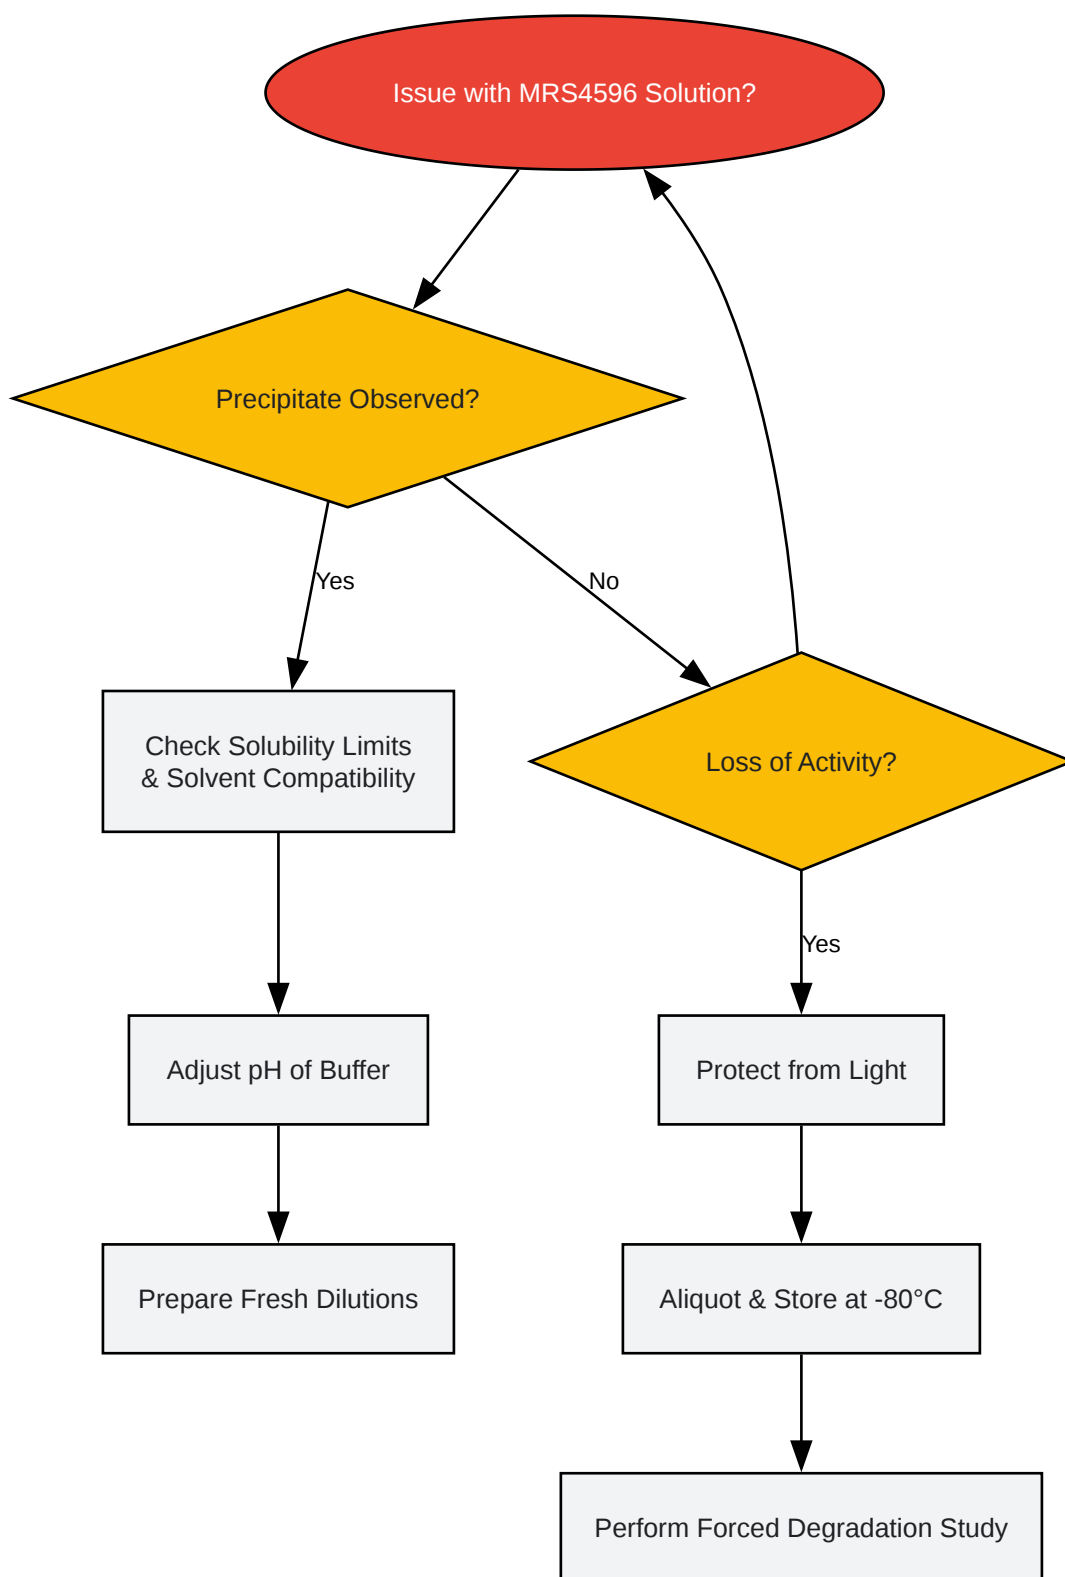 Issue with MRS4596 Solution?
Precipitate Observed?
Yes
No
Check Solubility Limits
& Solvent Compatibility
Loss of Activity?
Yes
Adjust pH of Buffer
Protect from Light
Prepare Fresh Dilutions
Aliquot & Store at -80°C
Perform Forced Degradation Study